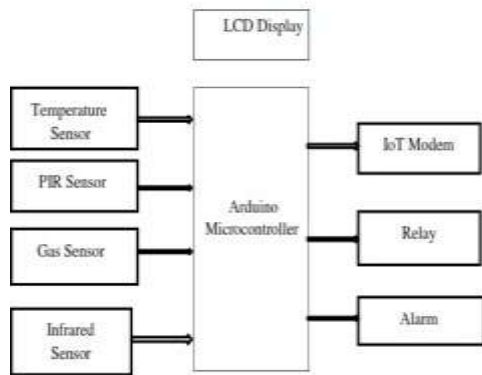 LCD Display
Temperature
Sensor
PIR Sensor
Gas Sensor
Infrared
Sensor
Arduino
Microcontroller
IoT Modem
Relay
Alarm